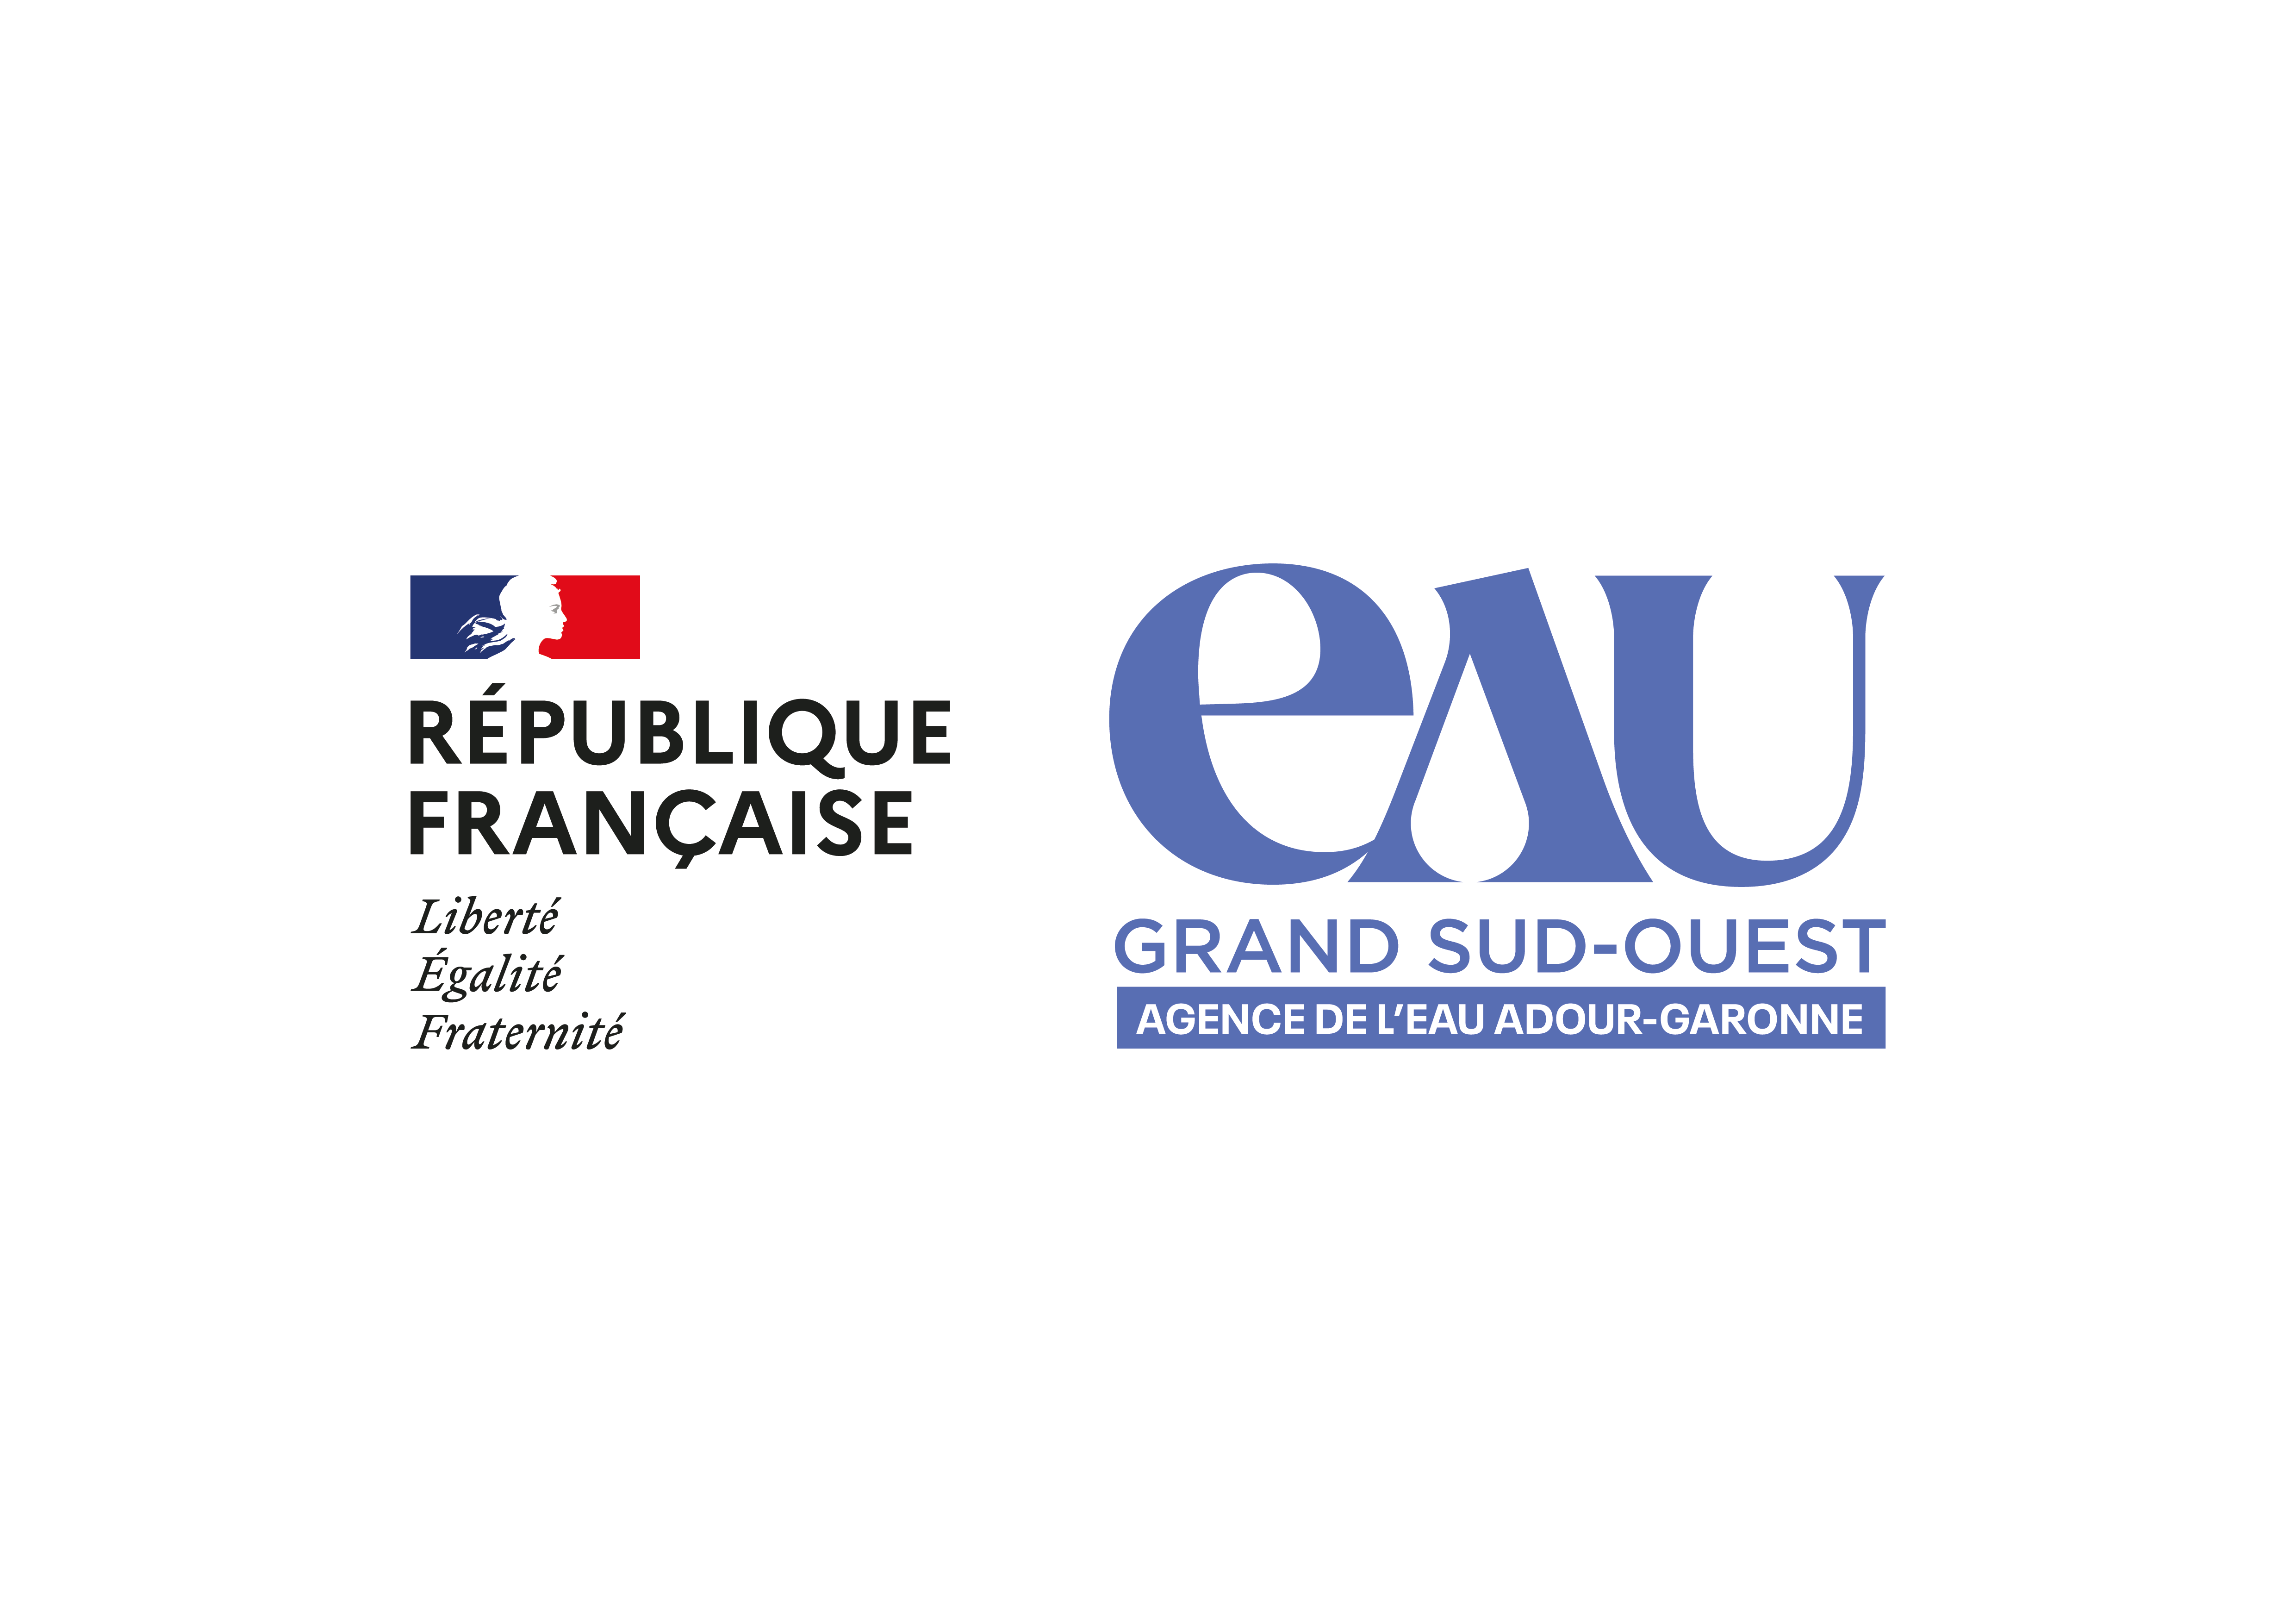 RÉPUBLIQUE
FRANÇAISE
Liberté
Égalité
Fraternité
eAU
GRAND SUD-OUEST
AGENCE DE L'EAU ADOUR-GARONNE